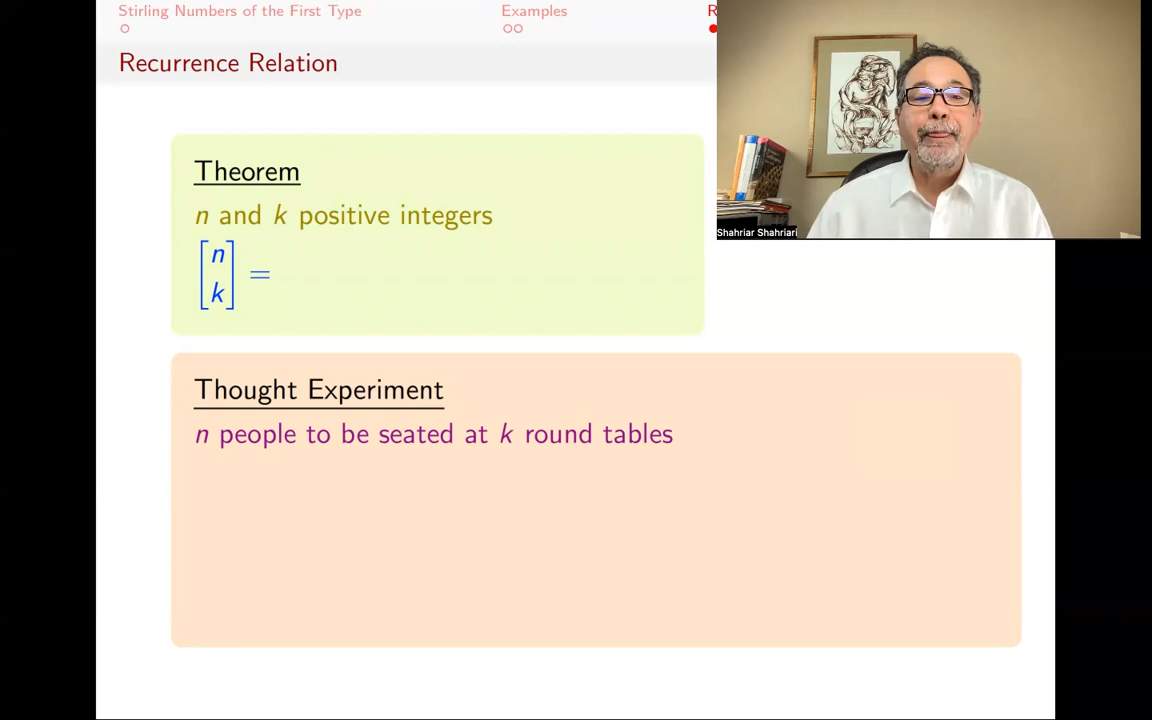 Stirling Numbers of the First Type
Examples
R
Recurrence Relation
Theorem
n and k positive integers
[n
k] =
Thought Experiment
n people to be seated at k round tables
Shahriar Shahriari